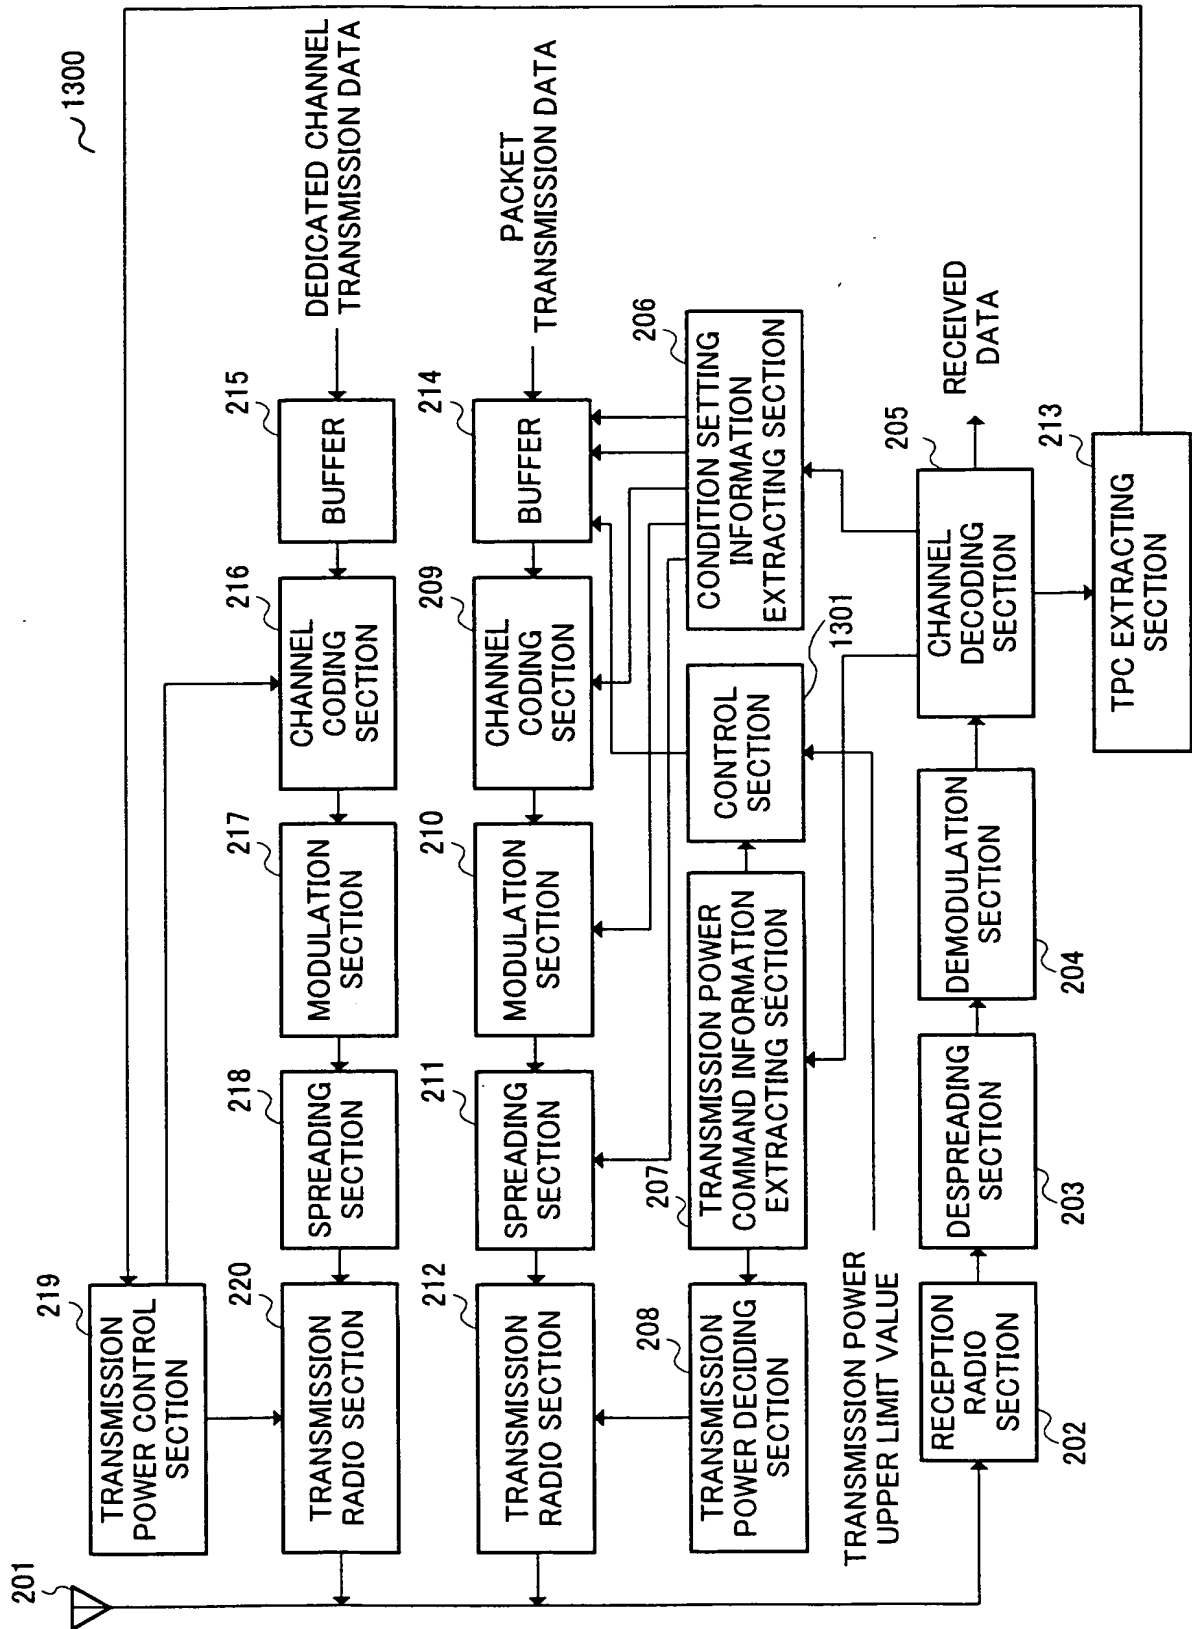 1300
201
219
TRANSMISSION
POWER CONTROL
SECTION
220
TRANSMISSION
RADIO SECTION
218
SPREADING
SECTION
217
MODULATION
SECTION
216
CHANNEL
CODING
SECTION
215
BUFFER
DEDICATED CHANNEL
TRANSMISSION DATA
212
TRANSMISSION
RADIO SECTION
211
SPREADING
SECTION
210
MODULATION
SECTION
209
CHANNEL
CODING
SECTION
214
BUFFER
PACKET
TRANSMISSION DATA
208
TRANSMISSION
POWER DECIDING
SECTION
207
TRANSMISSION POWER
COMMAND INFORMATION
EXTRACTING SECTION
CONTROL
SECTION
1301
206
CONDITION SETTING
INFORMATION
EXTRACTING SECTION
TRANSMISSION POWER
UPPER LIMIT VALUE
RECEPTION
RADIO
SECTION
202
DESPREADING
SECTION
203
DEMODULATION
SECTION
204
205
CHANNEL
DECODING
SECTION
RECEIVED
DATA
213
TPC EXTRACTING
SECTION